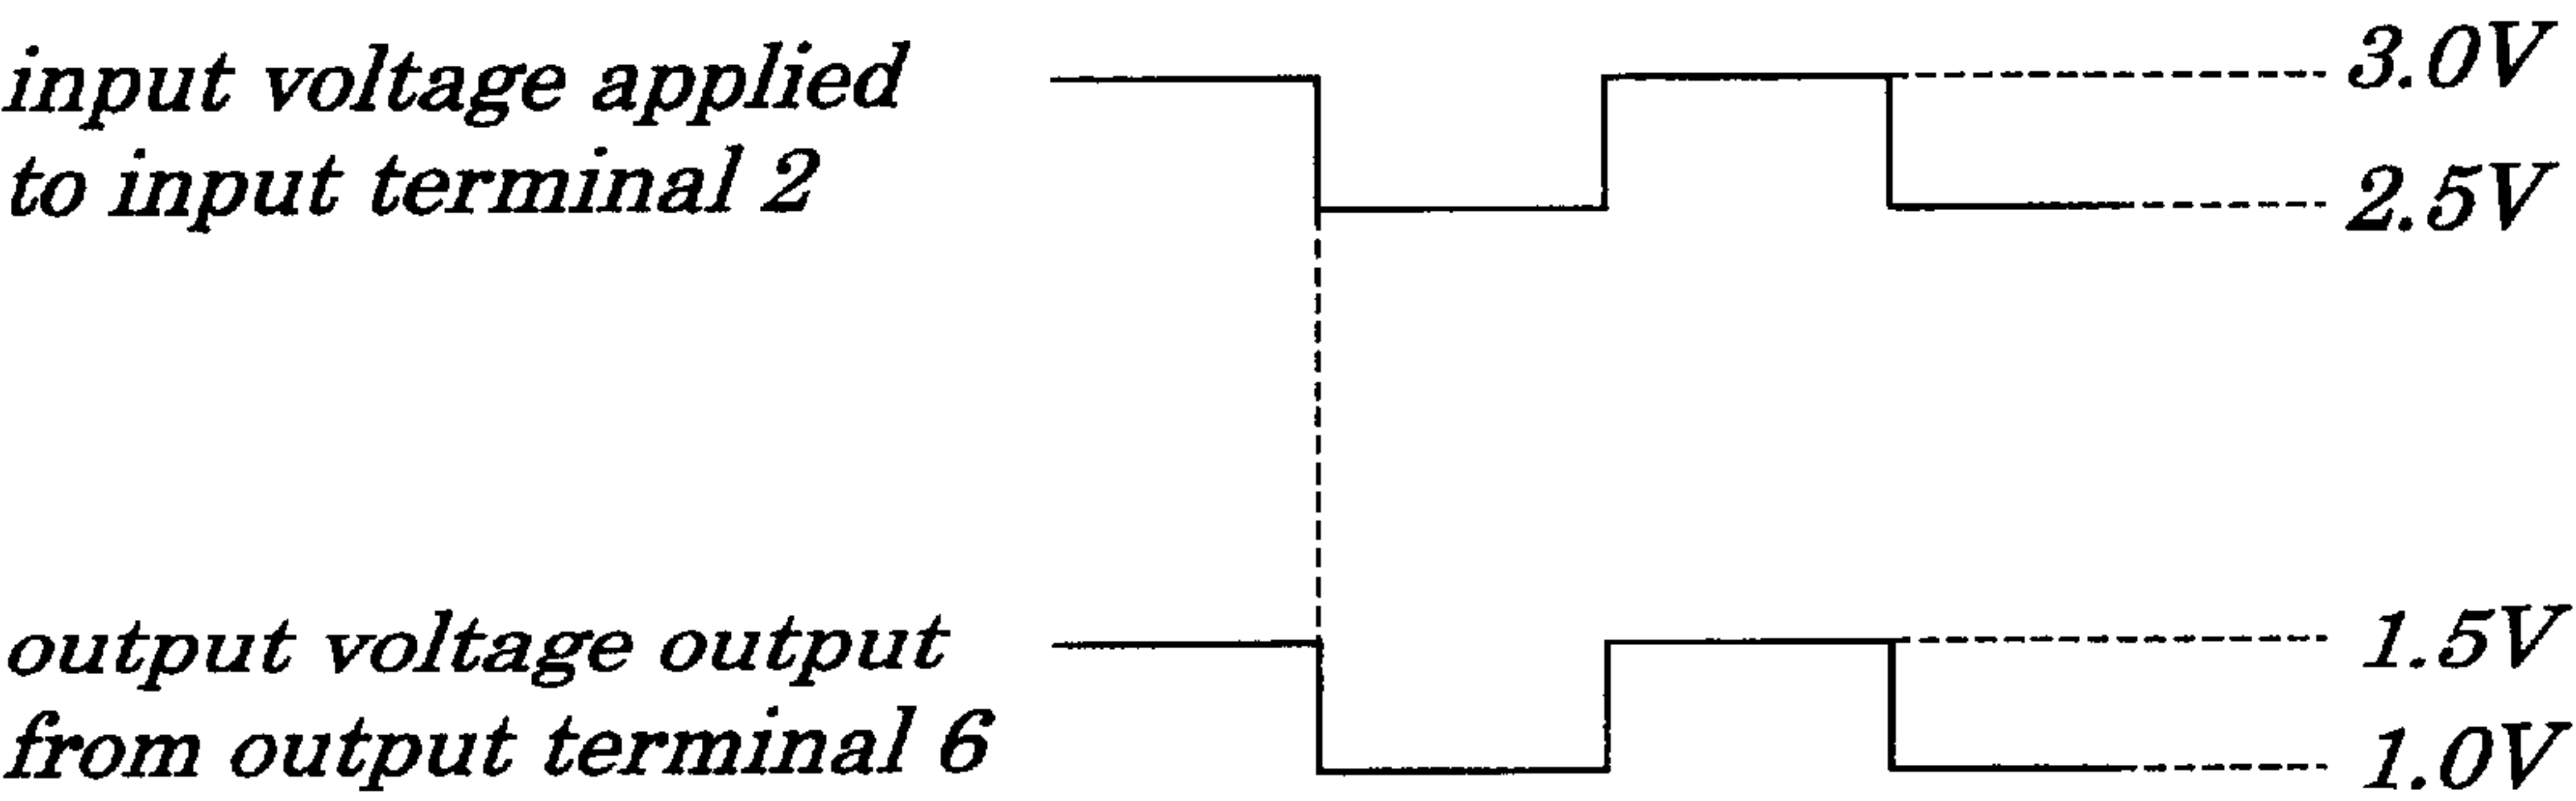 input voltage applied
to input terminal 2
3.0V
2.5V
output voltage output
from output terminal 6
1.5V
1.0V